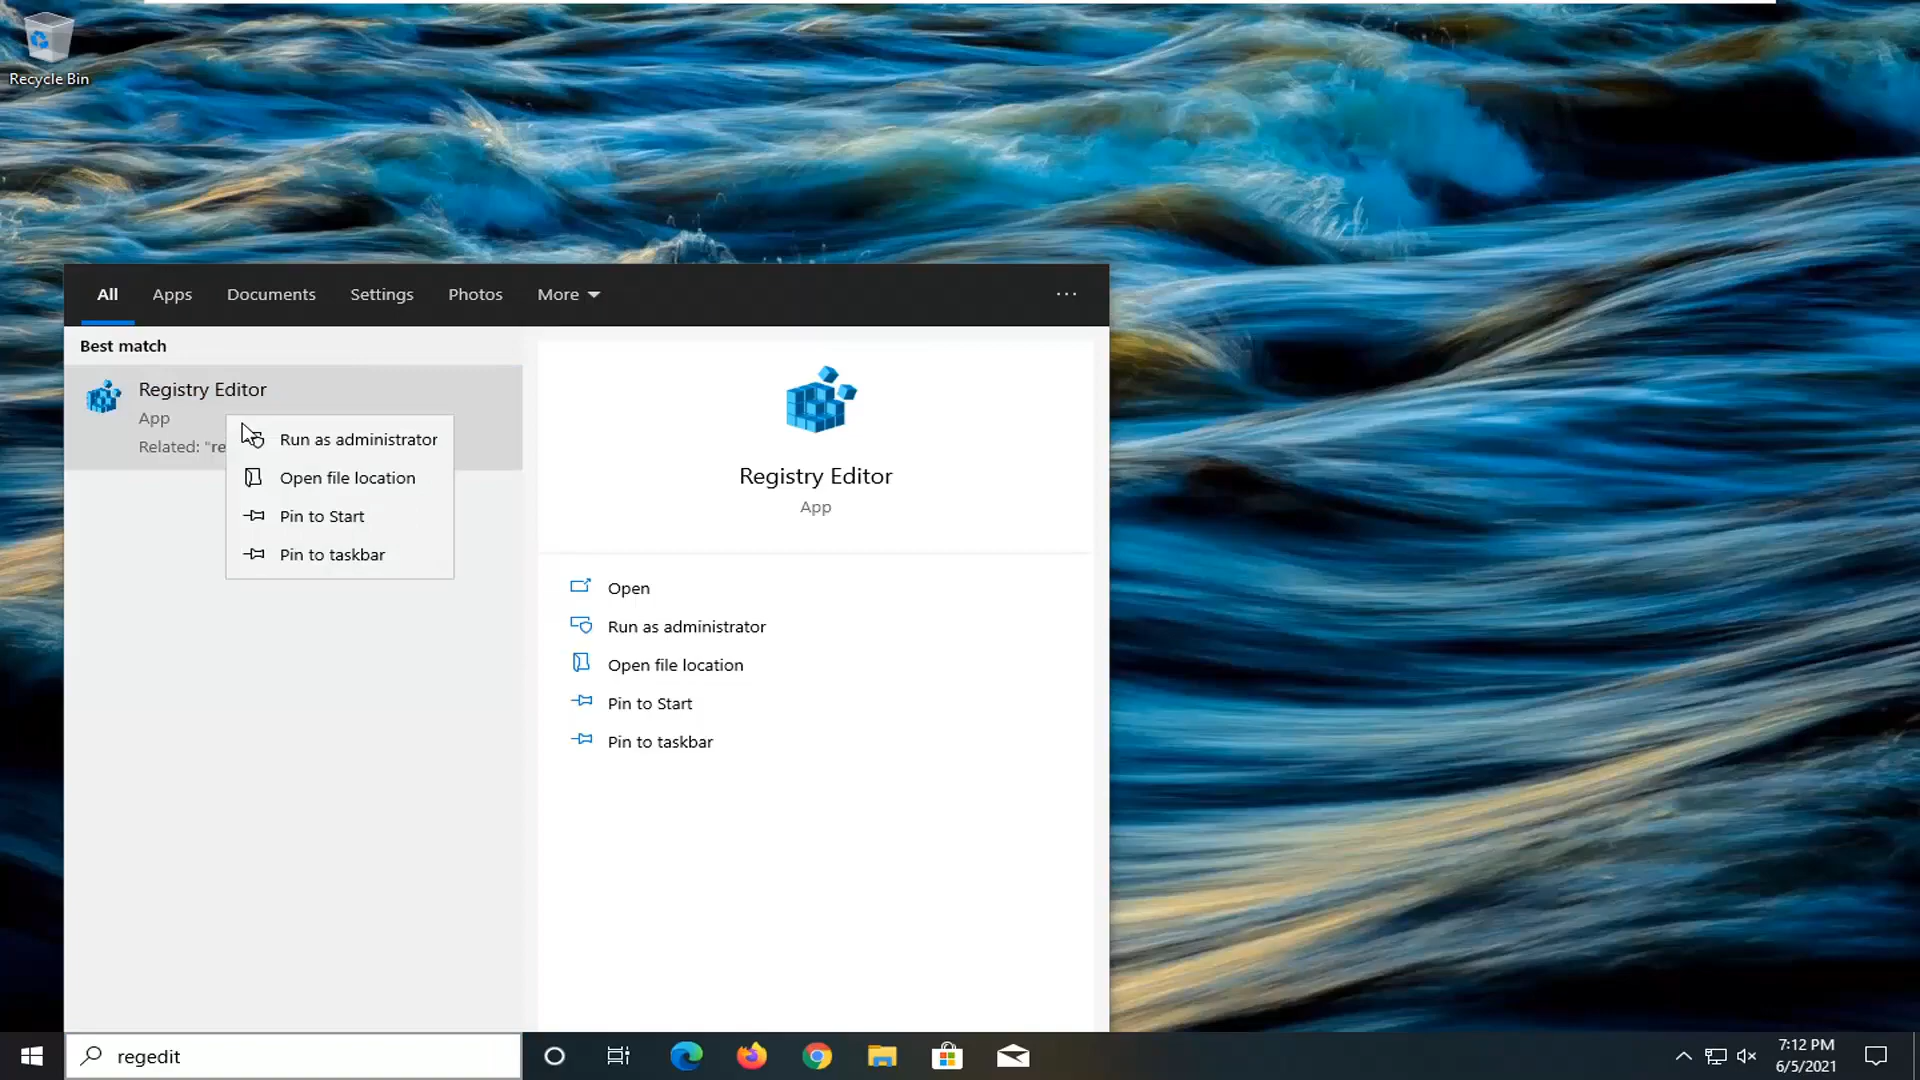 Recycle Bin
All
Apps
Documents
Settings
Photos
More
Best match
Registry Editor
App
Related: "re
Run as administrator
Open file location
Pin to Start
Pin to taskbar
Registry Editor
App
Open
Run as administrator
Open file location
Pin to Start
Pin to taskbar
regedit
7:12 PM
6/5/2021